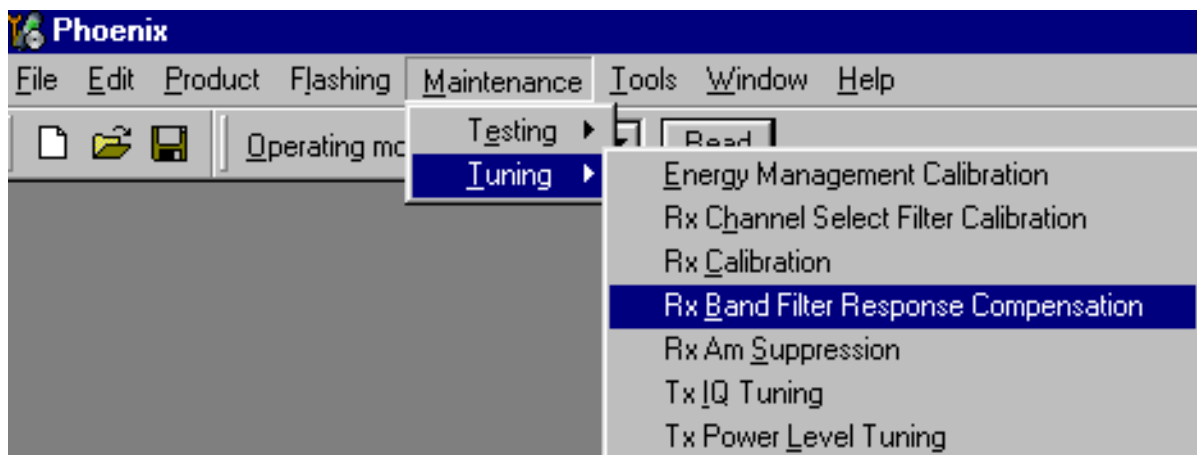 Phoenix
File Edit Product Flashing Maintenance Tools Window Help
Operating mo Read
Testing
Tuning
Energy Management Calibration
Rx Channel Select Filter Calibration
Rx Calibration
Rx Band Filter Response Compensation
Rx Am Suppression
Tx IQ Tuning
Tx Power Level Tuning